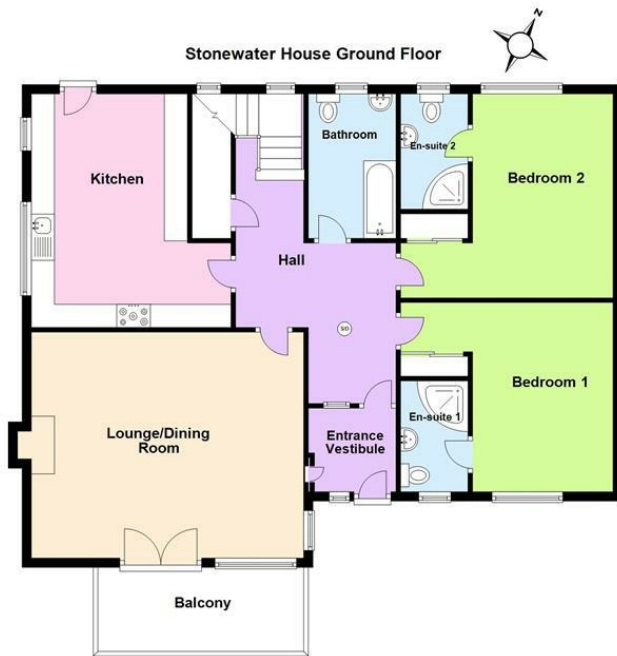 Stonewater House Ground Floor
N
Kitchen
Bathroom
En-suite 2
Bedroom 2
Hall
SD
Lounge/Dining
Room
Entrance
Vestibule
En-suite 1
Bedroom 1
Balcony